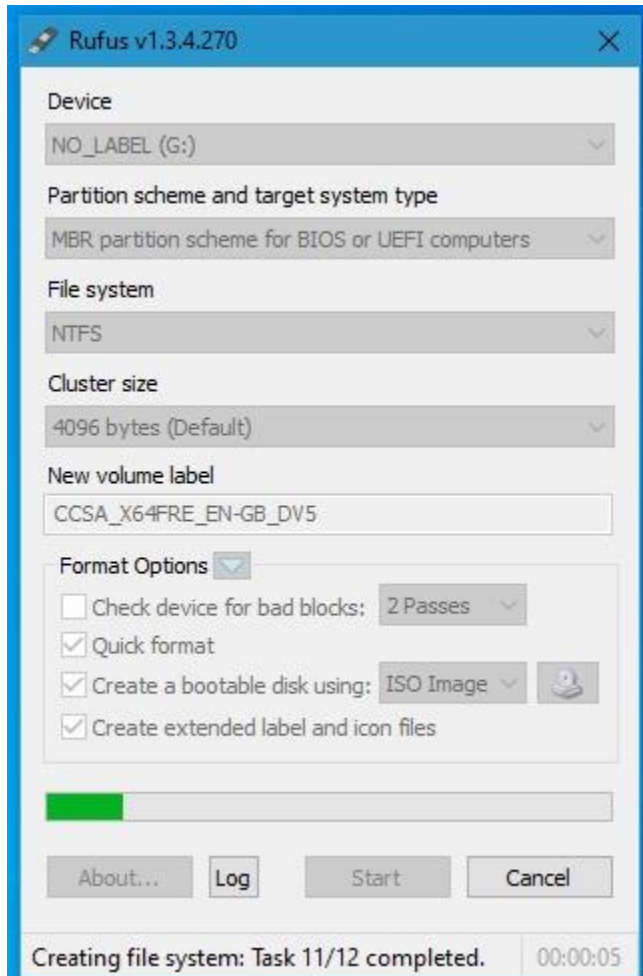 Rufus v1.3.4.270
Device
NO_LABEL (G:)
Partition scheme and target system type
MBR partition scheme for BIOS or UEFI computers
File system
NTFS
Cluster size
4096 bytes (Default)
New volume label
CCSA_X64FRE_EN-GB_DV5
Format Options
Check device for bad blocks: 2 Passes
Quick format
Create a bootable disk using: ISO Image
Create extended label and icon files
About... Log Start Cancel
Creating file system: Task 11/12 completed. 00:00:05